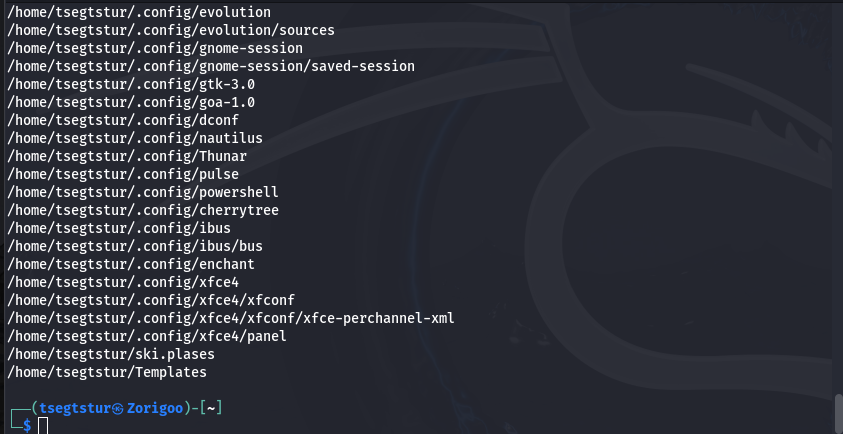 /home/tsegtstur/.config/evolution
/home/tsegtstur/.config/evolution/sources
/home/tsegtstur/.config/gnome-session
/home/tsegtstur/.config/gnome-session/saved-session
/home/tsegtstur/.config/gtk-3.0
/home/tsegtstur/.config/goa-1.0
/home/tsegtstur/.config/dconf
/home/tsegtstur/.config/nautilus
/home/tsegtstur/.config/Thunar
/home/tsegtstur/.config/pulse
/home/tsegtstur/.config/powershell
/home/tsegtstur/.config/cherrytree
/home/tsegtstur/.config/ibus
/home/tsegtstur/.config/ibus/bus
/home/tsegtstur/.config/enchant
/home/tsegtstur/.config/xfce4
/home/tsegtstur/.config/xfce4/xfconf
/home/tsegtstur/.config/xfce4/xfconf/xfce-perchannel-xml
/home/tsegtstur/.config/xfce4/panel
/home/tsegtstur/ski.plases
/home/tsegtstur/Templates
┌──(tsegtstur㉿Zorigoo)-[~]
└─$